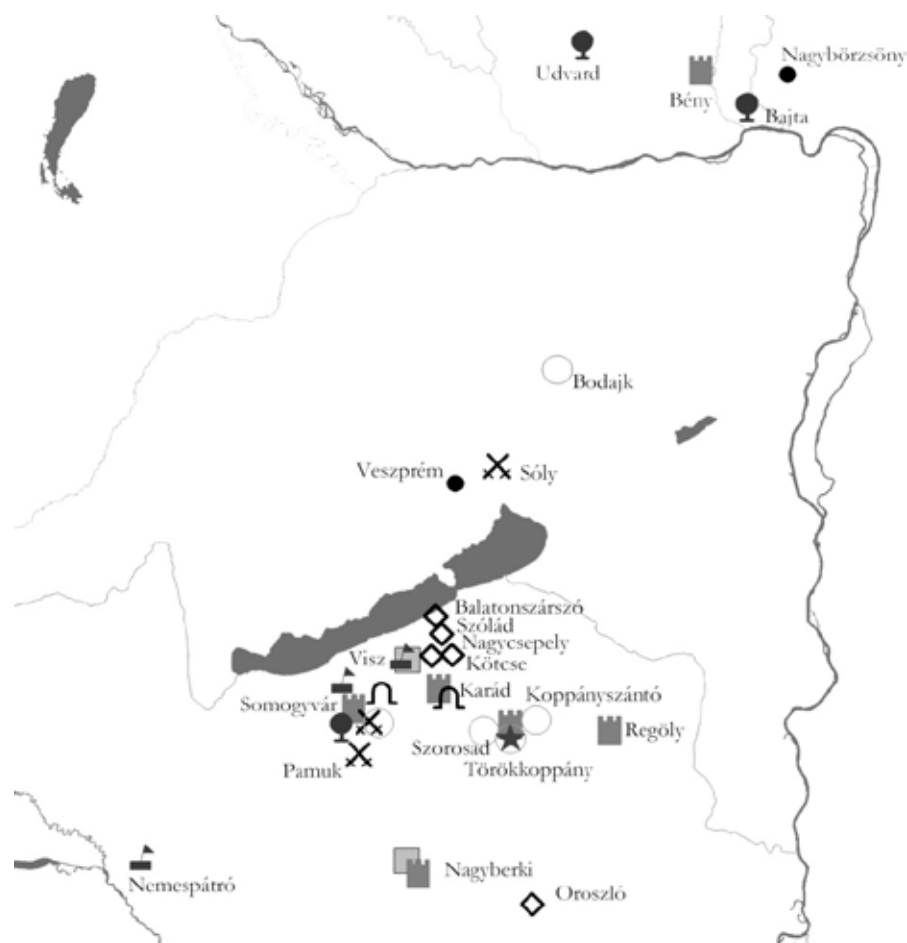 Nagybörzsöny
Udvard
Bény
Bajta
Bodajk
Veszprém
Sóly
Balatonszárszó
Szólád
Nagycsepely
Visz
Kötcse
Karád
Koppányszántó
Somogyvár
Regöly
Szorosad
Pamuk
Törökkoppány
Nagyberki
Nemespátró
Oroszló